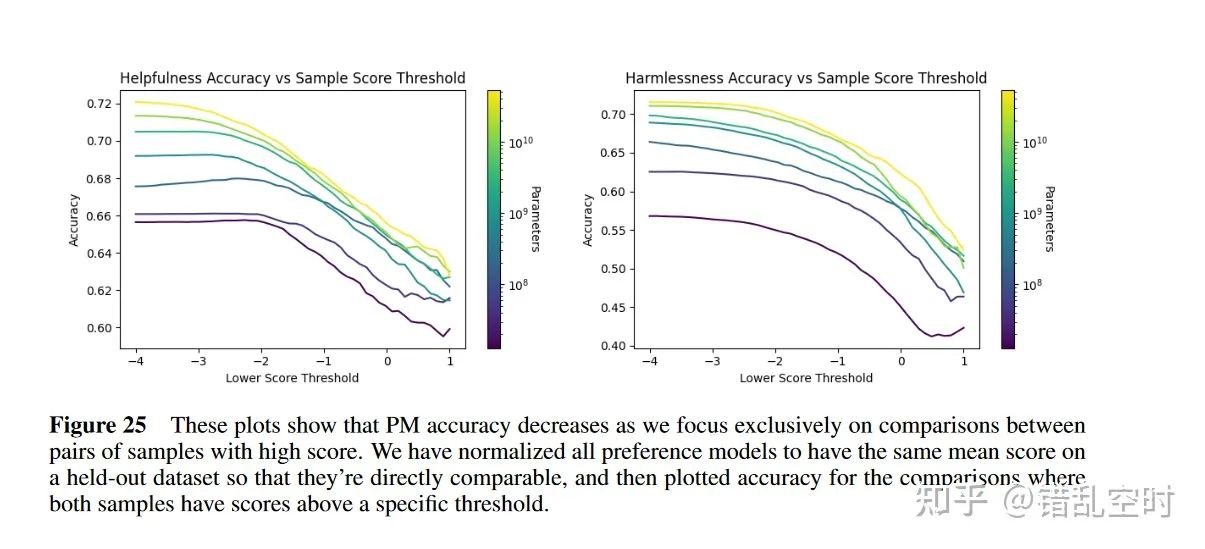 Helpfulness Accuracy vs Sample Score Threshold
0.72
0.70
0.68
0.66
0.64
0.62
0.60
Accuracy
−4
−3
−2
−1
0
1
Lower Score Threshold
10^10
10^9
10^8
Parameters
Harmlessness Accuracy vs Sample Score Threshold
0.70
0.65
0.60
0.55
0.50
0.45
0.40
Accuracy
−4
−3
−2
−1
0
1
Lower Score Threshold
10^10
10^9
10^8
Parameters
Figure 25 These plots show that PM accuracy decreases as we focus exclusively on comparisons between
pairs of samples with high score. We have normalized all preference models to have the same mean score on
a held-out dataset so that they're directly comparable, and then plotted accuracy for the comparisons where
both samples have scores above a specific threshold.
知乎 @错乱空时